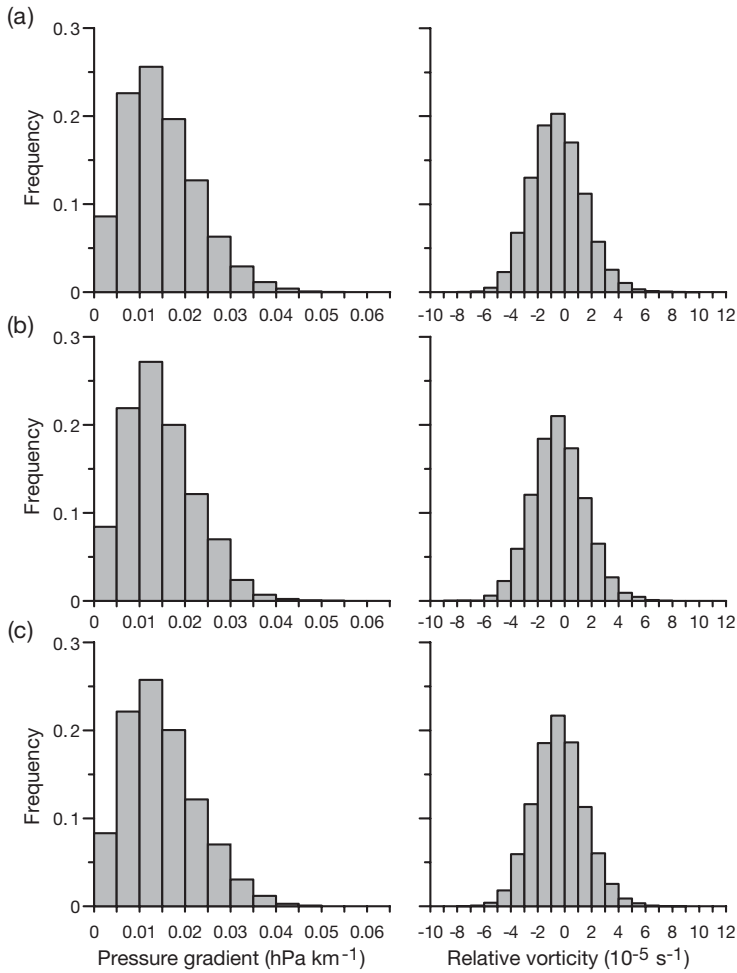 (a)
0.3
0.2
0.1
0
Frequency
0 0.01 0.02 0.03 0.04 0.05 0.06
-10 -8 -6 -4 -2 0 2 4 6 8 10 12
(b)
0.3
0.2
0.1
0
Frequency
0 0.01 0.02 0.03 0.04 0.05 0.06
-10 -8 -6 -4 -2 0 2 4 6 8 10 12
(c)
0.3
0.2
0.1
0
Frequency
0 0.01 0.02 0.03 0.04 0.05 0.06
-10 -8 -6 -4 -2 0 2 4 6 8 10 12
Pressure gradient (hPa km⁻¹)
Relative vorticity (10⁻⁵ s⁻¹)